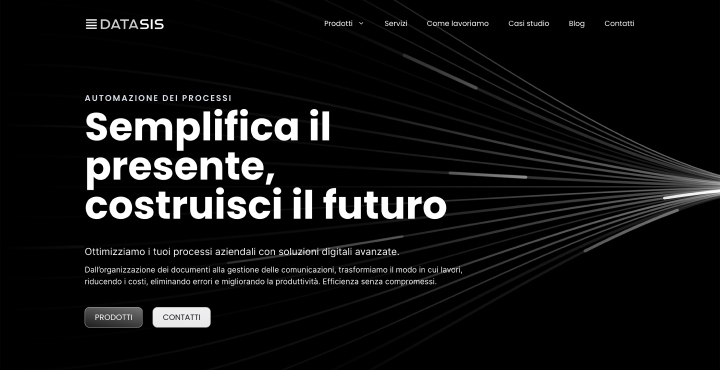 DATASIS
Prodotti
Servizi
Come lavoriamo
Casi studio
Blog
Contatti
AUTOMAZIONE DEI PROCESSI
Semplifica il
presente,
costruisci il futuro
Ottimizziamo i tuoi processi aziendali con soluzioni digitali avanzate.
Dall'organizzazione dei documenti alla gestione delle comunicazioni, trasformiamo il modo in cui lavori,
riducendo i costi, eliminando errori e migliorando la produttività. Efficienza senza compromessi.
PRODOTTI
CONTATTI